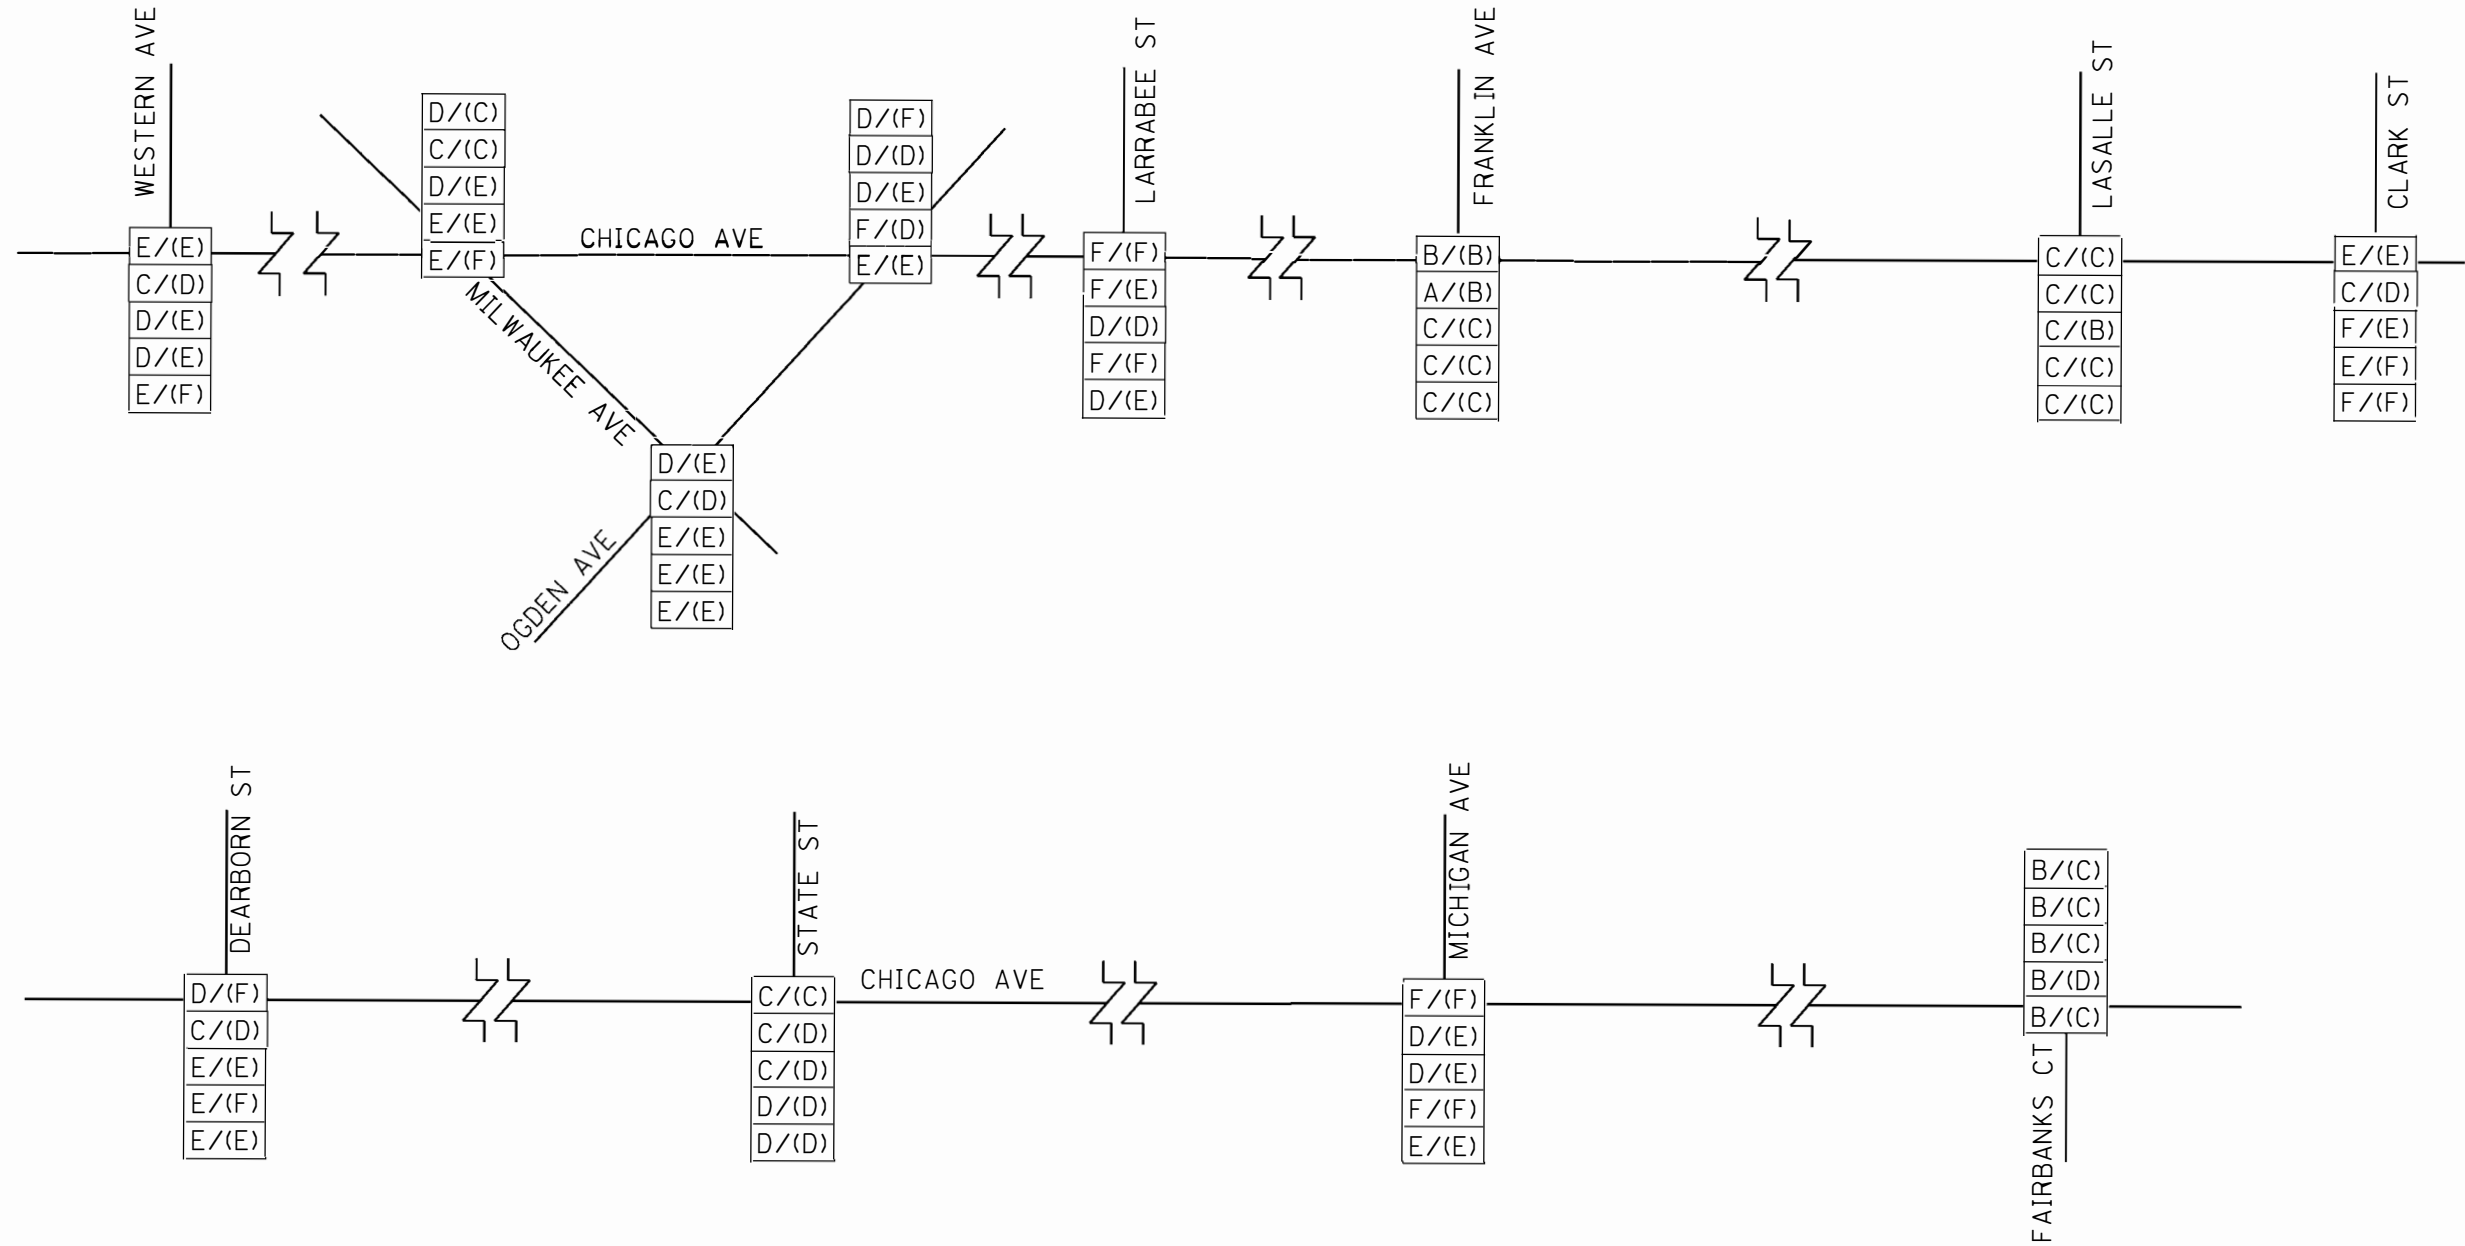 WESTERN AVE
E/(E)
C/(D)
D/(E)
D/(E)
E/(F)
D/(C)
C/(C)
D/(E)
E/(E)
E/(F)
CHICAGO AVE
MILWAUKEE AVE
D/(F)
D/(D)
D/(E)
F/(D)
E/(E)
D/(E)
C/(D)
E/(E)
E/(E)
E/(E)
OGDEN AVE
LARRABEE ST
F/(F)
F/(E)
D/(D)
F/(F)
D/(E)
FRANKLIN AVE
B/(B)
A/(B)
C/(C)
C/(C)
C/(C)
LASALLE ST
C/(C)
C/(C)
C/(B)
C/(C)
C/(C)
CLARK ST
E/(E)
C/(D)
F/(E)
E/(F)
F/(F)
DEARBORN ST
D/(F)
C/(D)
E/(E)
E/(F)
E/(E)
STATE ST
C/(C)
C/(D)
C/(D)
D/(D)
D/(D)
CHICAGO AVE
MICHIGAN AVE
F/(F)
D/(E)
D/(E)
F/(F)
E/(E)
B/(C)
B/(C)
B/(C)
B/(D)
B/(C)
FAIRBANKS CT